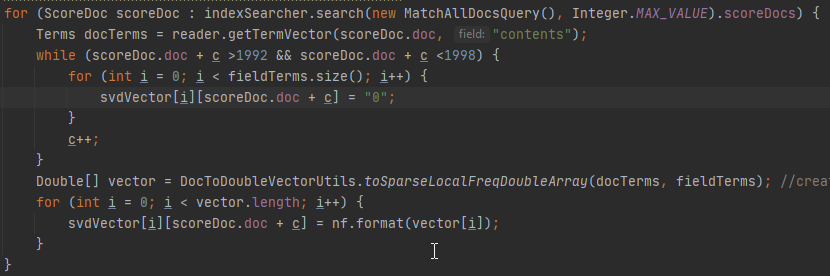 for (ScoreDoc scoreDoc : indexSearcher.search(new MatchAllDocsQuery(), Integer.MAX_VALUE).scoreDocs) {
    Terms docTerms = reader.getTermVector(scoreDoc.doc, field: "contents");
    while (scoreDoc.doc + c >1992 && scoreDoc.doc + c <1998) {
        for (int i = 0; i < fieldTerms.size(); i++) {
            svdVector[i][scoreDoc.doc + c] = "0";
        }
        c++;
    }
    Double[] vector = DocToDoubleVectorUtils.toSparseLocalFreqDoubleArray(docTerms, fieldTerms); //creat
    for (int i = 0; i < vector.length; i++) {
        svdVector[i][scoreDoc.doc + c] = nf.format(vector[i]);
    }
}